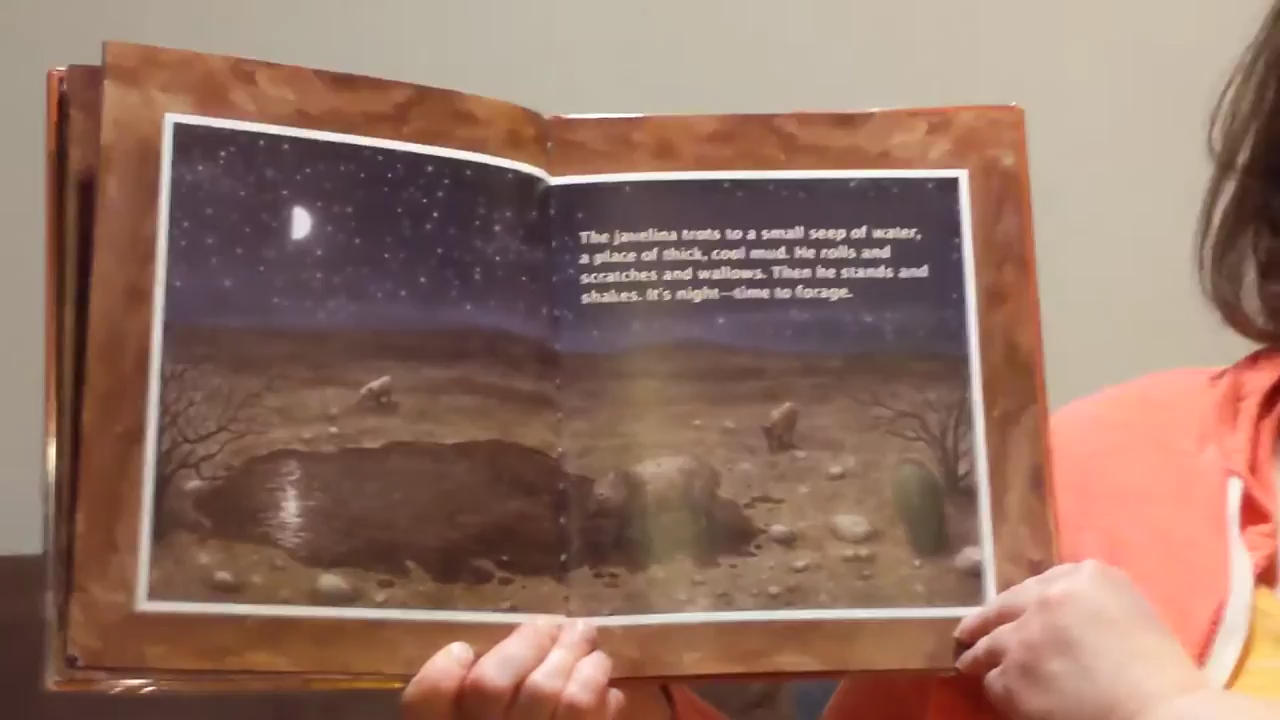 The javelina trots to a small seep of water,
a place of thick, cool mud. He rolls and
scratches and wallows. Then he stands and
shakes. It's night—time to forage.